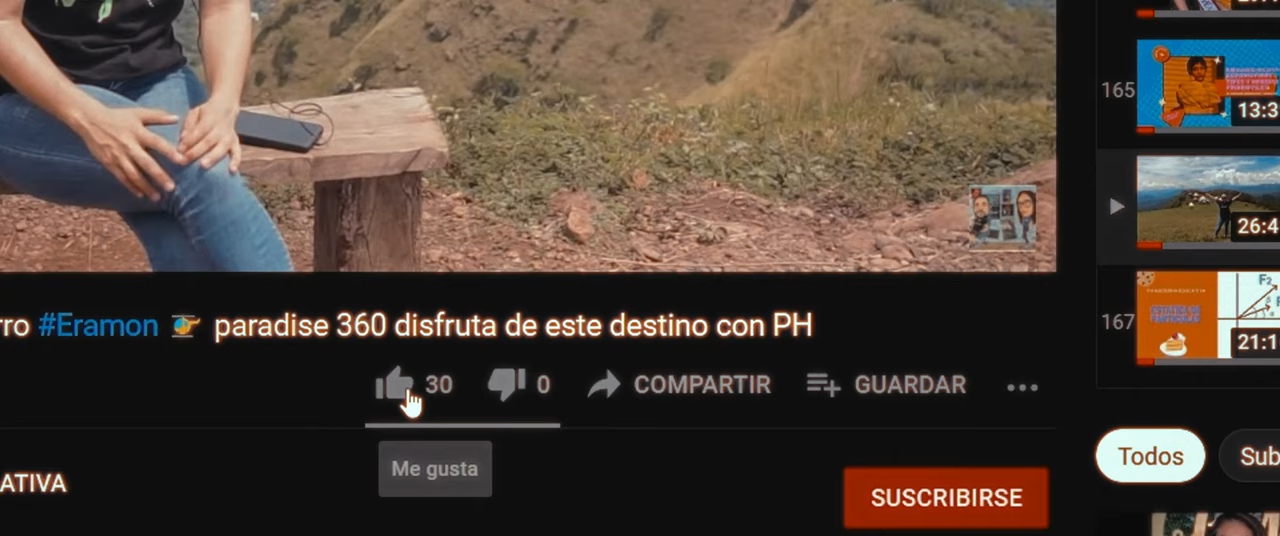 rro #Eramon paradise 360 disfruta de este destino con PH
30 0 COMPARTIR GUARDAR
Me gusta
ATIVA
SUSCRIBIRSE
165
13:3
26:4
167
F2
21:1
Todos
Sub